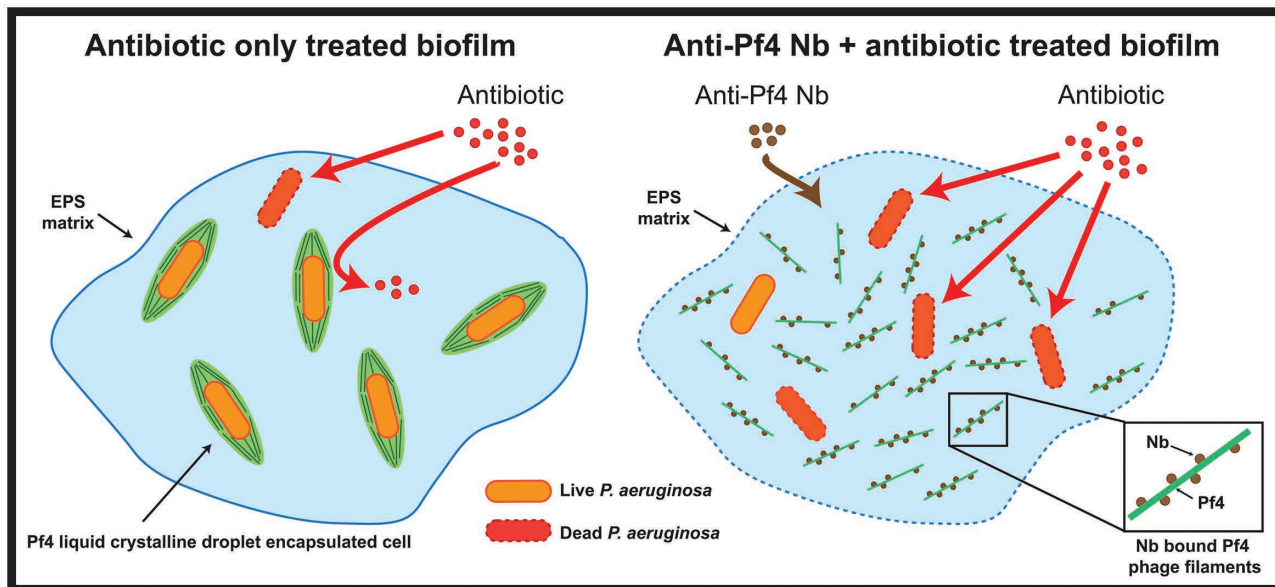 Antibiotic only treated biofilm
Antibiotic
EPS
matrix
Pf4 liquid crystalline droplet encapsulated cell
Live P. aeruginosa
Dead P. aeruginosa
Anti-Pf4 Nb + antibiotic treated biofilm
Anti-Pf4 Nb
Antibiotic
EPS
matrix
Nb
Pf4
Nb bound Pf4
phage filaments